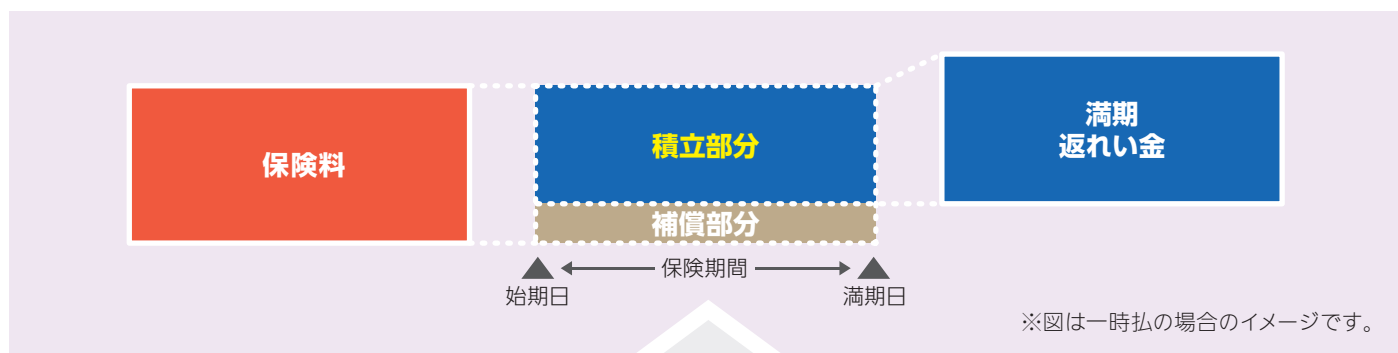 保険料
積立部分
補償部分
満期
返れい金
保険期間
始期日
満期日
※図は一時払の場合のイメージです。